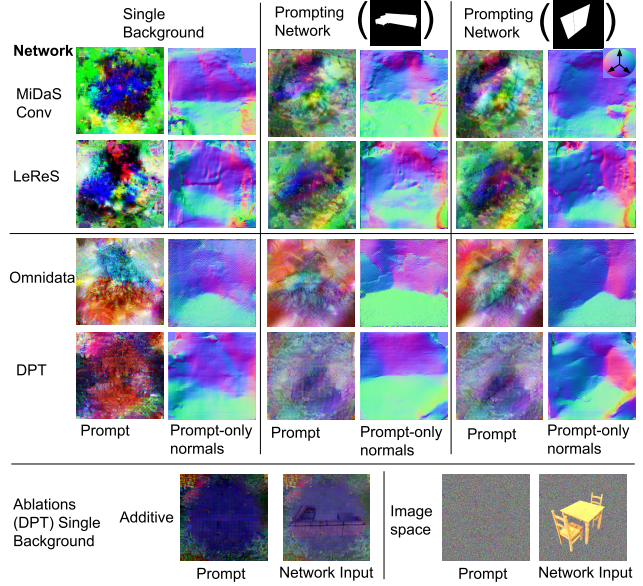 Single
Background
Prompting
Network
Prompting
Network
Network
MiDaS
Conv
LeReS
Omnidata
DPT
Prompt
Prompt-only
normals
Prompt
Prompt-only
normals
Prompt
Prompt-only
normals
Ablations
(DPT) Single
Background
Additive
Prompt
Network Input
Image
space
Prompt
Network Input